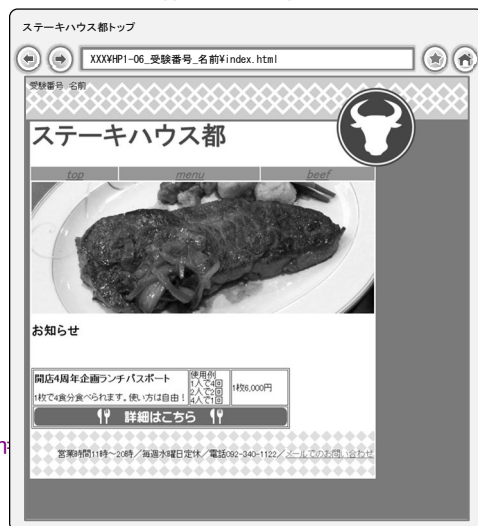 ステーキハウス都トップ
XXX¥HP1-06_受験番号_名前¥index.html
受験番号 名前
ステーキハウス都
top menu beef
お知らせ
開店4周年企画ランチパスポート
1枚で4食分食べられます。使い方は自由!
使用例
1人で4回
2人で2回
4人で1回
1枚6,000円
詳細はこちら
営業時間11時～20時／毎週水曜日定休／電話092-340-1122／メールでのお問い合わせ